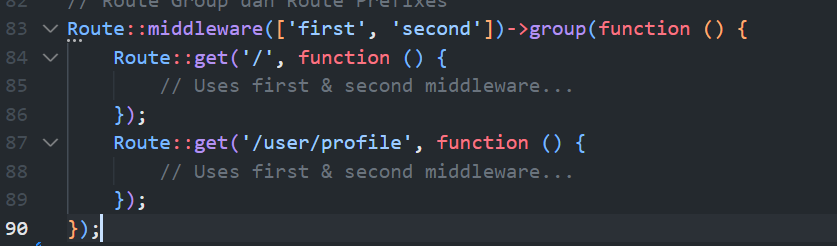 82 // Route Group dan Route Prefixes
83 Route::middleware(['first', 'second'])->group(function () {
84 Route::get('/', function () {
85 // Uses first & second middleware...
86 });
87 Route::get('/user/profile', function () {
88 // Uses first & second middleware...
89 });
90 });